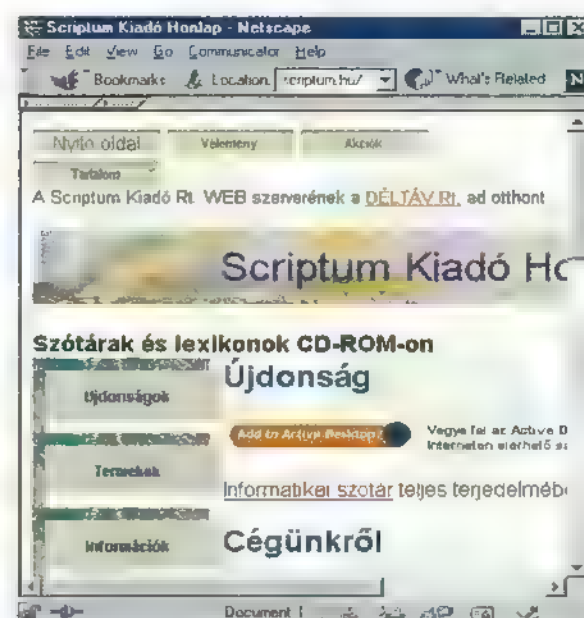 Scriptum Kiadó Honlap - Netscape
File Edit View Go Communicator Help
Bookmarks Location: scriptum.hu/ What's Related N
Nyitó oldal Vélemény Akciók
Tartalom
A Scriptum Kiadó Rt. WEB szerverének a DÉLTÁV Rt. ad otthont
Scriptum Kiadó Ho
Szótárak és lexikonok CD-ROM-on
Újdonság
Újdonságok
Add to Active Desktop Vegye fel az Active D
Interneten elérhető sz
Termékek
Informatikai szótár teljes terjedelmébe
Információk Cégünkről
Document